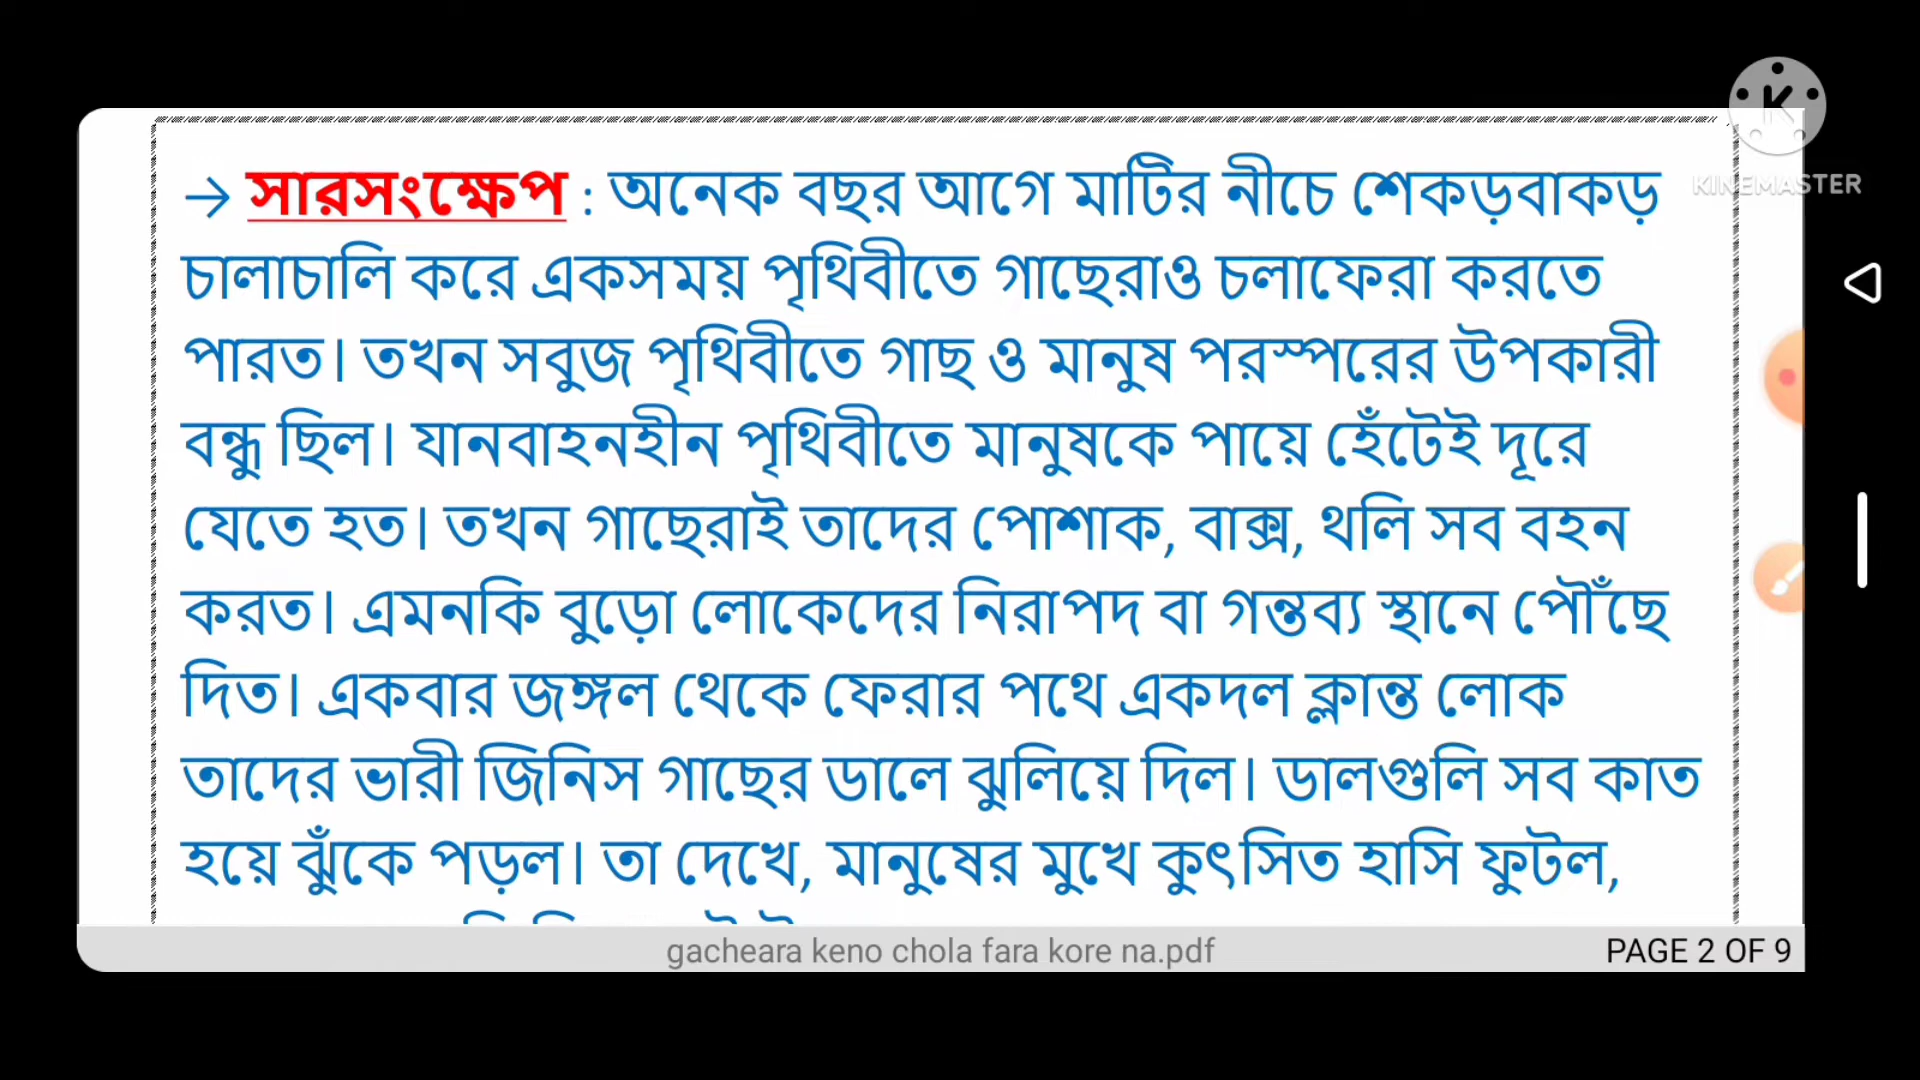 → সারসংক্ষেপ : অনেক বছর আগে মাটির নীচে শেকড়বাকড়
চালাচালি করে একসময় পৃথিবীতে গাছেরাও চলাফেরা করতে
পারত। তখন সবুজ পৃথিবীতে গাছ ও মানুষ পরস্পরের উপকারী
বন্ধু ছিল। যানবাহনহীন পৃথিবীতে মানুষকে পায়ে হেঁটেই দূরে
যেতে হত। তখন গাছেরাই তাদের পোশাক, বাক্স, থলি সব বহন
করত। এমনকি বুড়ো লোকেদের নিরাপদ বা গন্তব্য স্থানে পৌঁছে
দিত। একবার জঙ্গল থেকে ফেরার পথে একদল ক্লান্ত লোক
তাদের ভারী জিনিস গাছের ডালে ঝুলিয়ে দিল। ডালগুলি সব কাত
হয়ে ঝুঁকে পড়ল। তা দেখে, মানুষের মুখে কুৎসিত হাসি ফুটল,
gacheara keno chola fara kore na.pdf
PAGE 2 OF 9
KINEMASTER